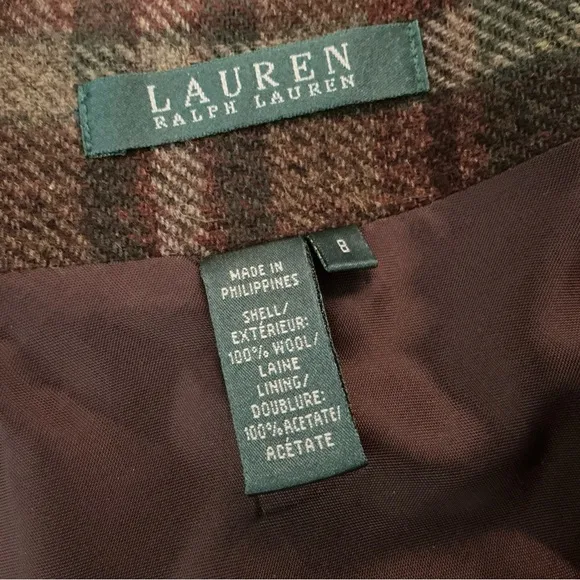 LAUREN
RALPH LAUREN
8
MADE IN
PHILIPPINES
SHELL/
EXTÉRIEUR:
100% WOOL/
LAINE
LINING/
DOUBLURE:
100% ACETATE/
ACÉTATE